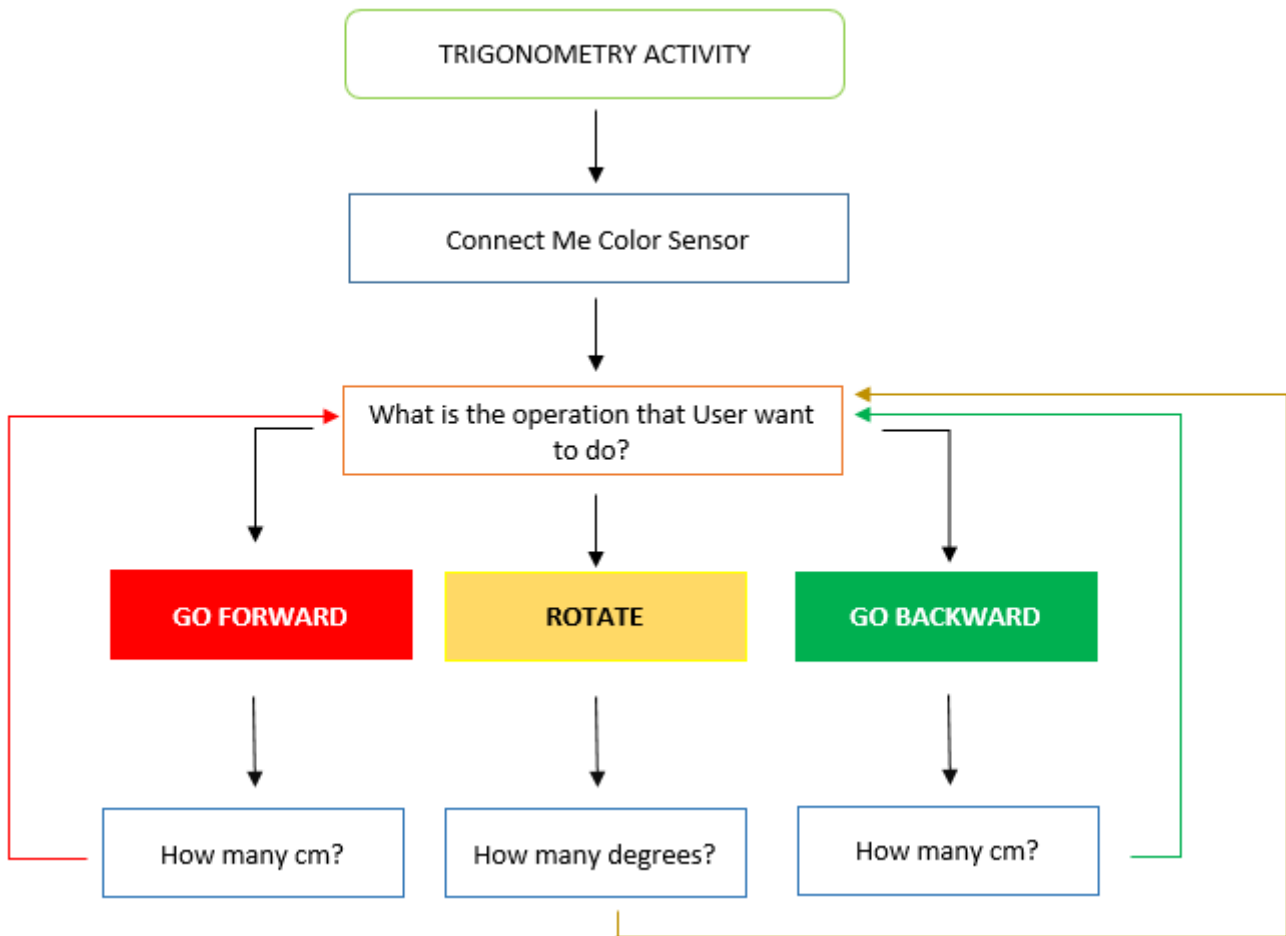 TRIGONOMETRY ACTIVITY
Connect Me Color Sensor
What is the operation that User want
to do?
GO FORWARD
ROTATE
GO BACKWARD
How many cm?
How many degrees?
How many cm?